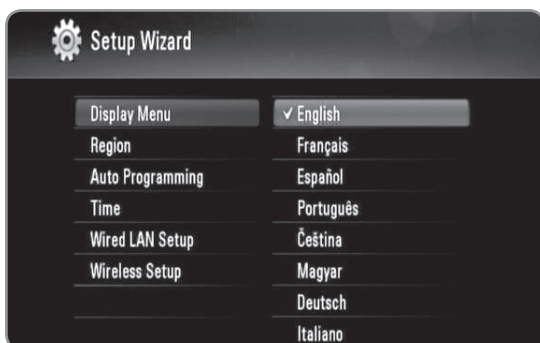 Setup Wizard
Display Menu
Region
Auto Programming
Time
Wired LAN Setup
Wireless Setup
✓ English
Français
Español
Português
Čeština
Magyar
Deutsch
Italiano